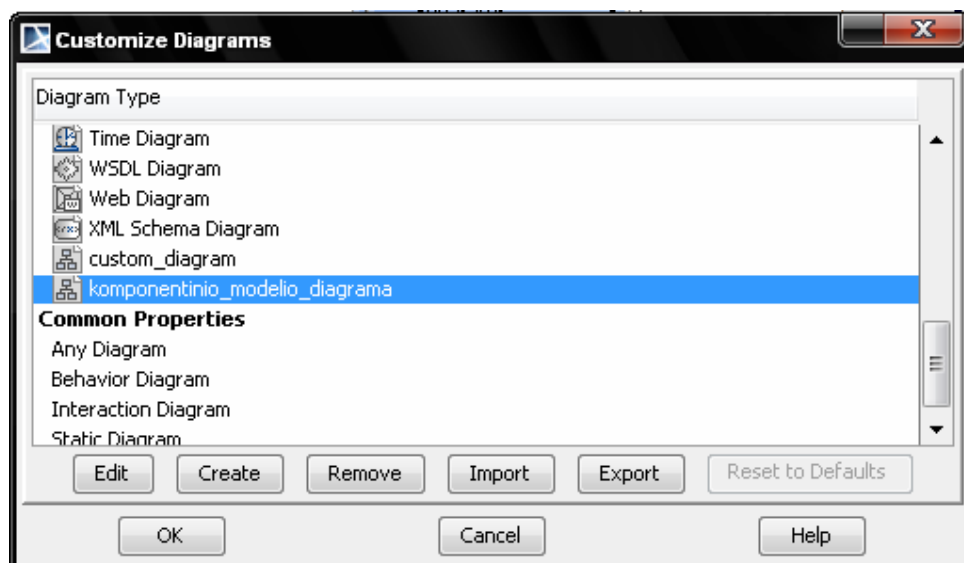 Customize Diagrams
Diagram Type
Time Diagram
WSDL Diagram
Web Diagram
XML Schema Diagram
custom_diagram
komponentinio_modelio_diagrama
Common Properties
Any Diagram
Behavior Diagram
Interaction Diagram
Static Diagram
Edit Create Remove Import Export Reset to Defaults
OK Cancel Help